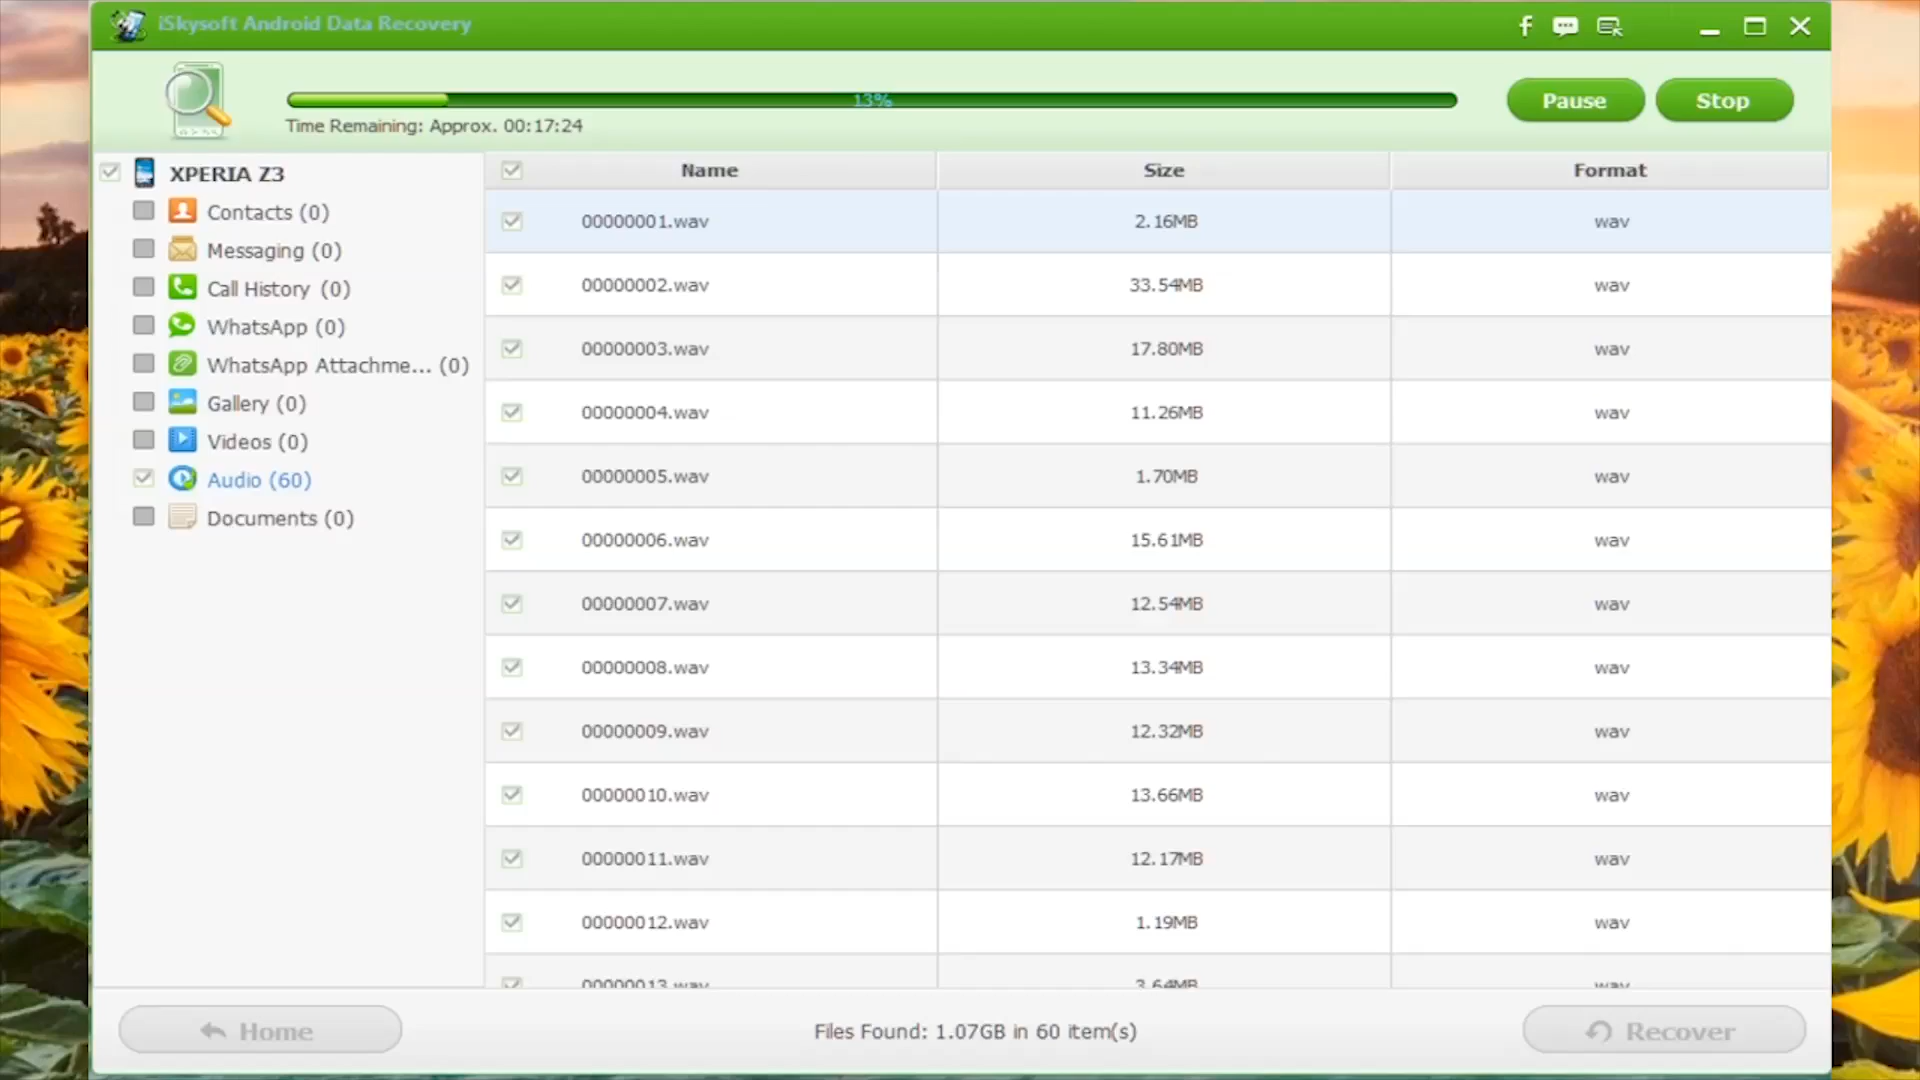 iSkysoft Android Data Recovery
f
13%
Time Remaining: Approx. 00:17:24
Pause
Stop
XPERIA Z3
Contacts (0)
Messaging (0)
Call History (0)
WhatsApp (0)
WhatsApp Attachme... (0)
Gallery (0)
Videos (0)
Audio (60)
Documents (0)
Name Size Format
00000001.wav 2.16MB wav
00000002.wav 33.54MB wav
00000003.wav 17.80MB wav
00000004.wav 11.26MB wav
00000005.wav 1.70MB wav
00000006.wav 15.61MB wav
00000007.wav 12.54MB wav
00000008.wav 13.34MB wav
00000009.wav 12.32MB wav
00000010.wav 13.66MB wav
00000011.wav 12.17MB wav
00000012.wav 1.19MB wav
00000013.wav 3.64MB wav
Home
Files Found: 1.07GB in 60 item(s)
Recover